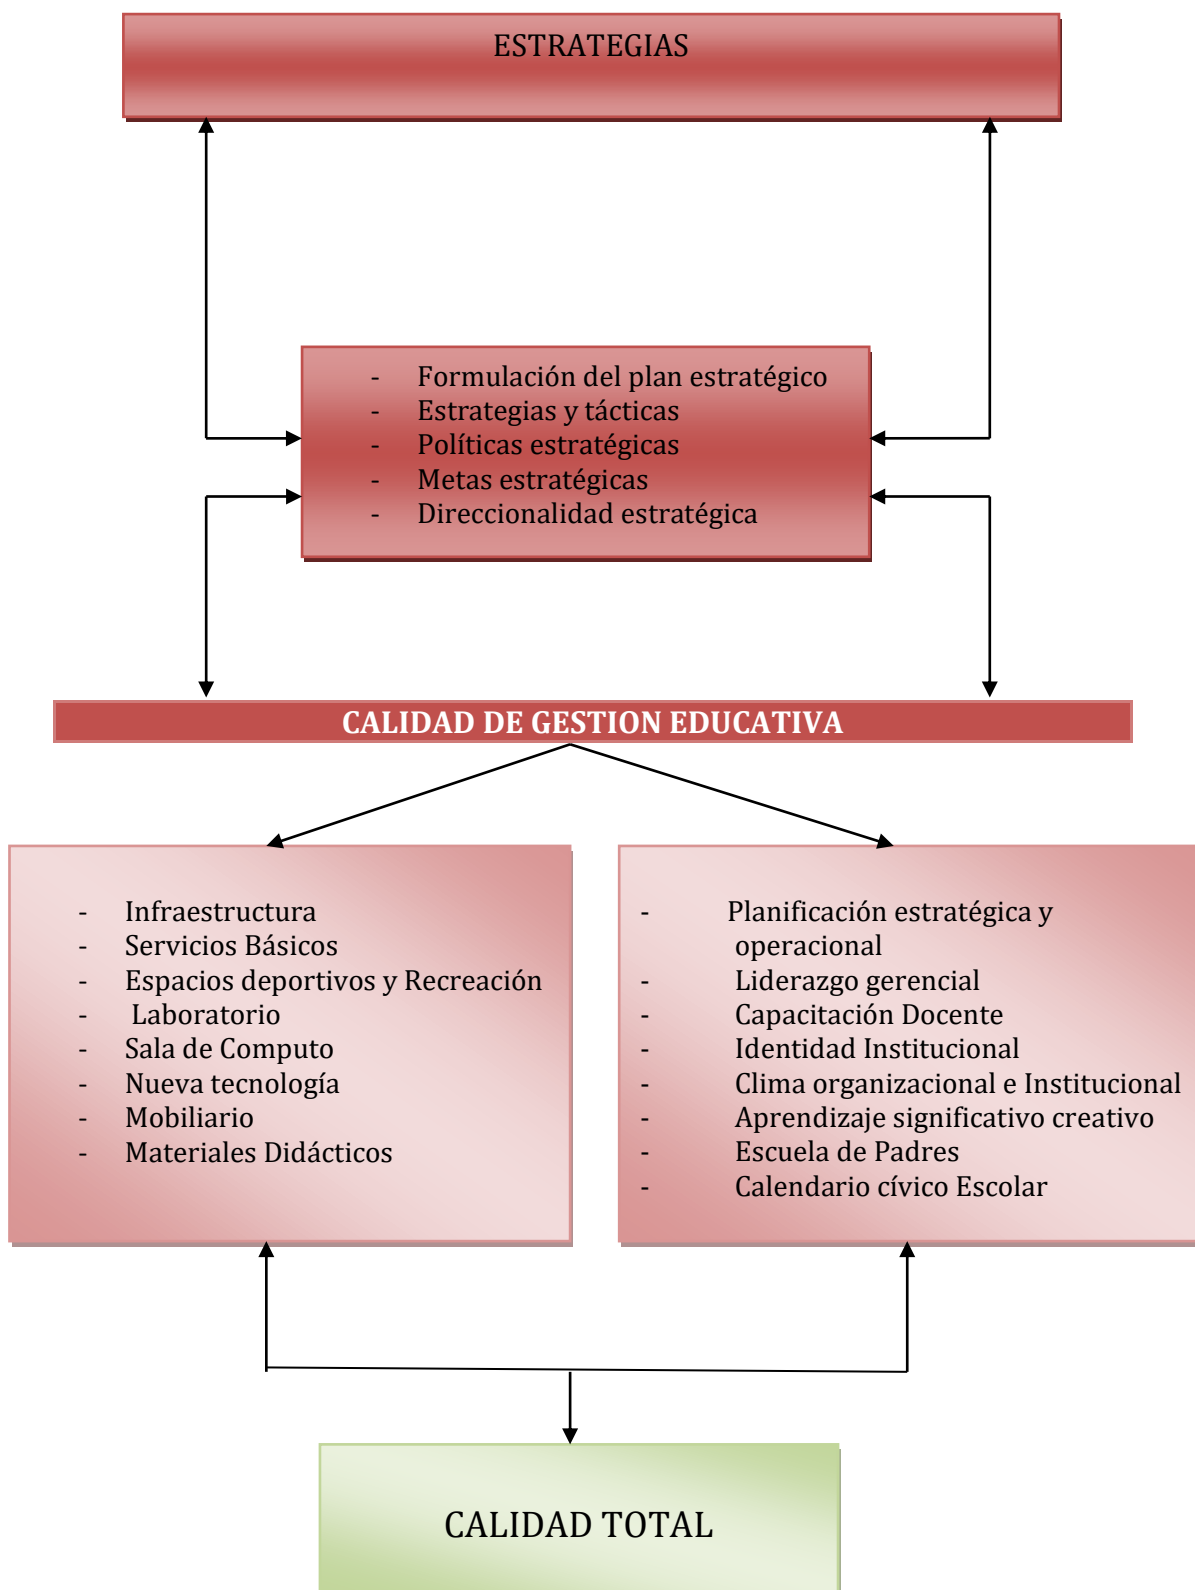 ESTRATEGIAS
- Formulación del plan estratégico
- Estrategias y tácticas
- Políticas estratégicas
- Metas estratégicas
- Direccionalidad estratégica
CALIDAD DE GESTION EDUCATIVA
- Infraestructura
- Servicios Básicos
- Espacios deportivos y Recreación
- Laboratorio
- Sala de Computo
- Nueva tecnología
- Mobiliario
- Materiales Didácticos
- Planificación estratégica y
operacional
- Liderazgo gerencial
- Capacitación Docente
- Identidad Institucional
- Clima organizacional e Institucional
- Aprendizaje significativo creativo
- Escuela de Padres
- Calendario cívico Escolar
CALIDAD TOTAL